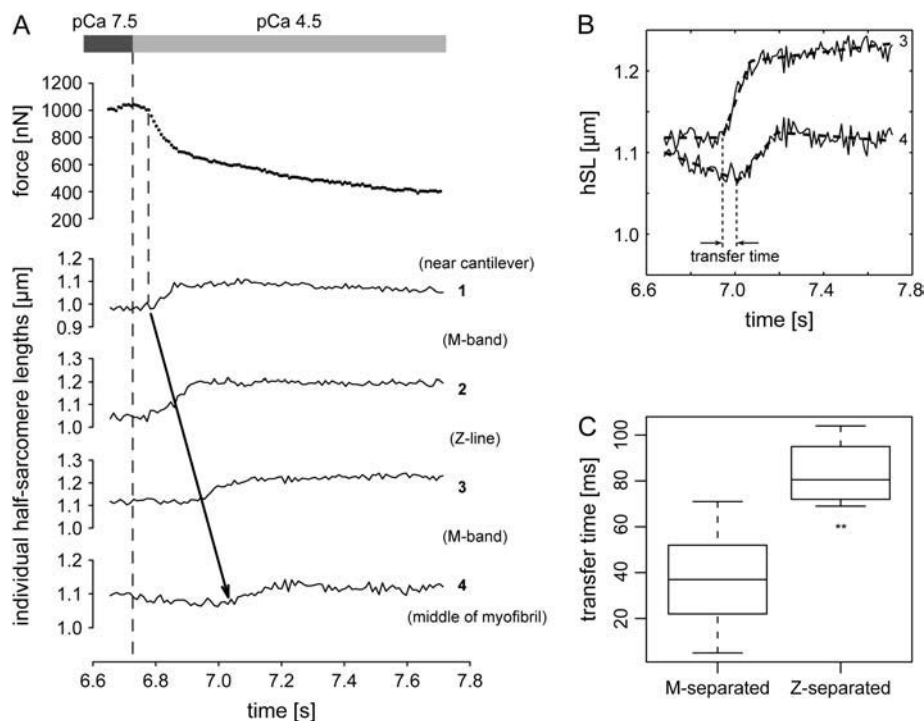 A
pCa 7.5
pCa 4.5
force [nN]
1200
1000
800
600
400
200
individual half-sarcomere lengths [µm]
1.2
1.1
1.0
0.9
(near cantilever)
1
(M-band)
1.3
1.2
1.1
1.0
2
(Z-line)
1.3
1.2
1.1
1.0
3
(M-band)
1.1
1.0
4
(middle of myofibril)
6.6 6.8 7.0 7.2 7.4 7.6 7.8
time [s]
B
hSL [µm]
1.2
1.1
1.0
3
4
transfer time
6.6 7.0 7.4 7.8
time [s]
C
transfer time [ms]
100
80
60
40
20
**
M-separated Z-separated